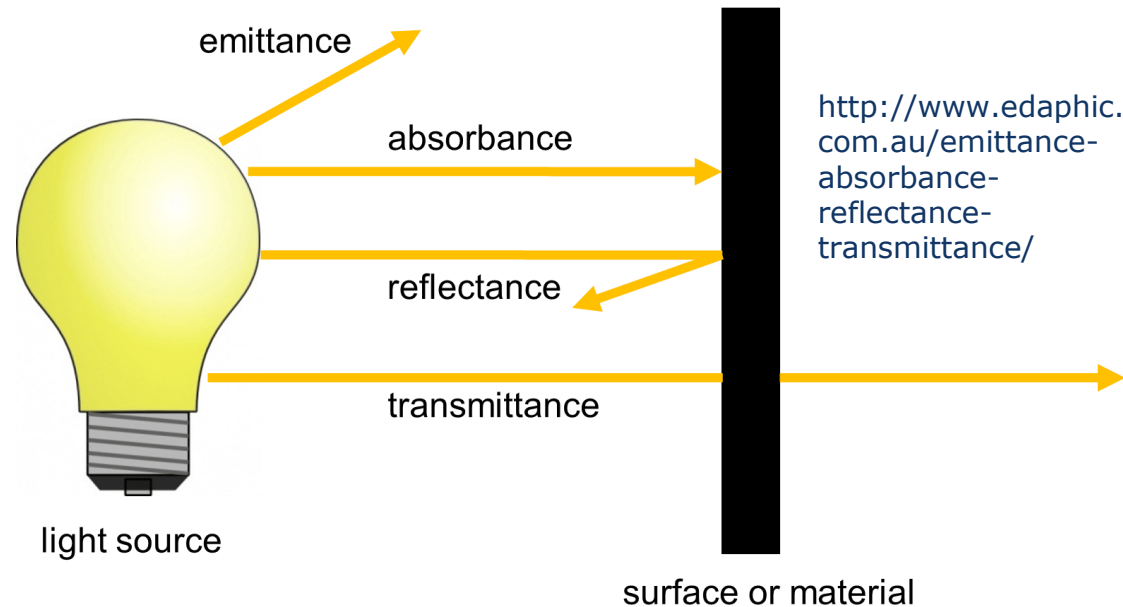 emittance
absorbance
http://www.edaphic.
com.au/emittance-
absorbance-
reflectance-
transmittance/
reflectance
transmittance
light source
surface or material